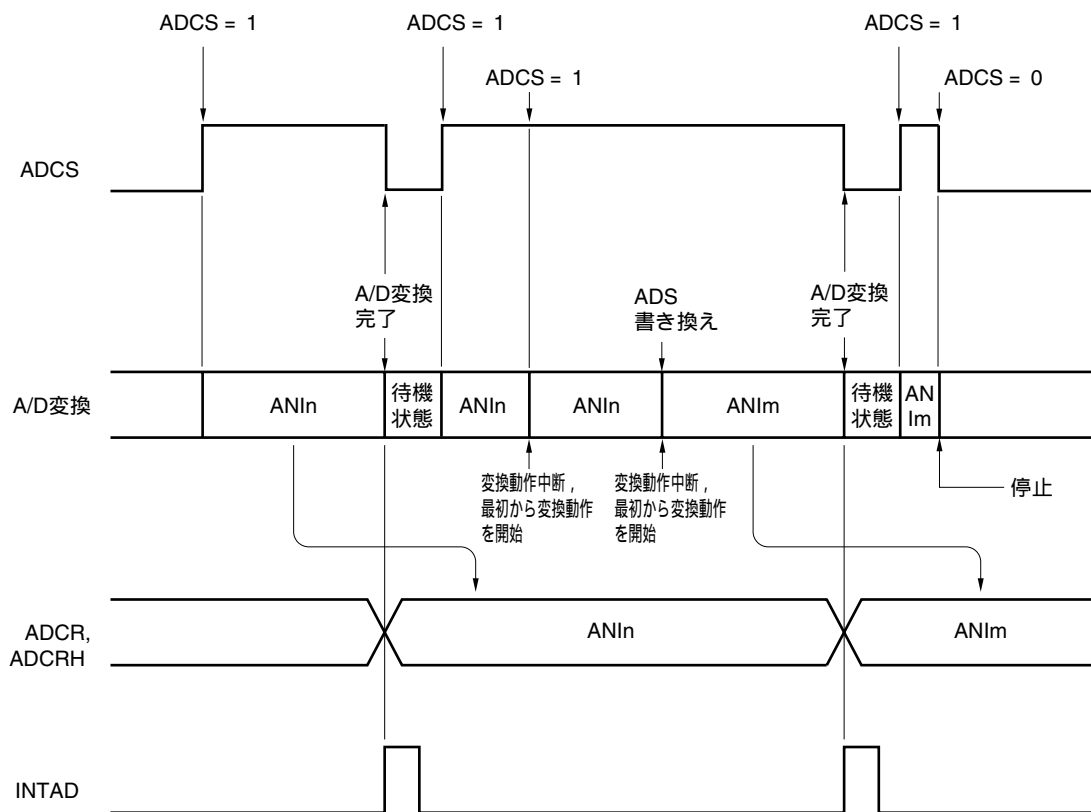 ADCS = 1
ADCS = 1
ADCS = 1
ADCS = 1
ADCS = 0
ADCS
A/D変換
完了
ADS
書き換え
A/D変換
完了
A/D変換
ANIn
待機
状態
ANIn
ANIn
ANIm
待機
状態
AN
Im
変換動作中断，
最初から変換動作
を開始
変換動作中断，
最初から変換動作
を開始
停止
ADCR,
ADCRH
ANIn
ANIm
INTAD